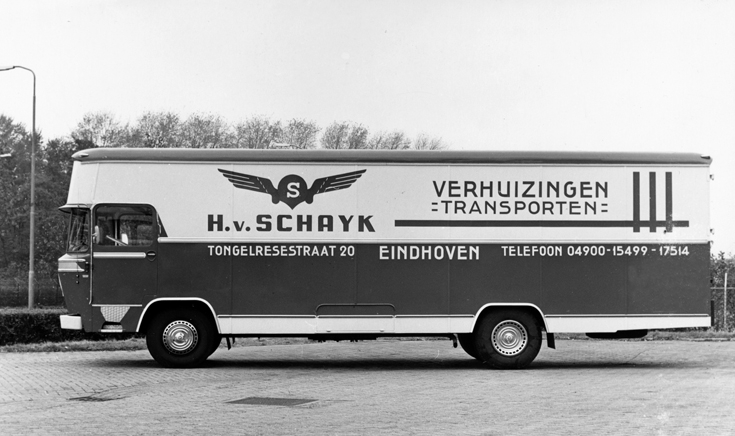 S
H.v. SCHAYK
VERHUIZINGEN
=TRANSPORTEN=
TONGELRESESTRAAT 20 EINDHOVEN TELEFOON 04900-15499-17514